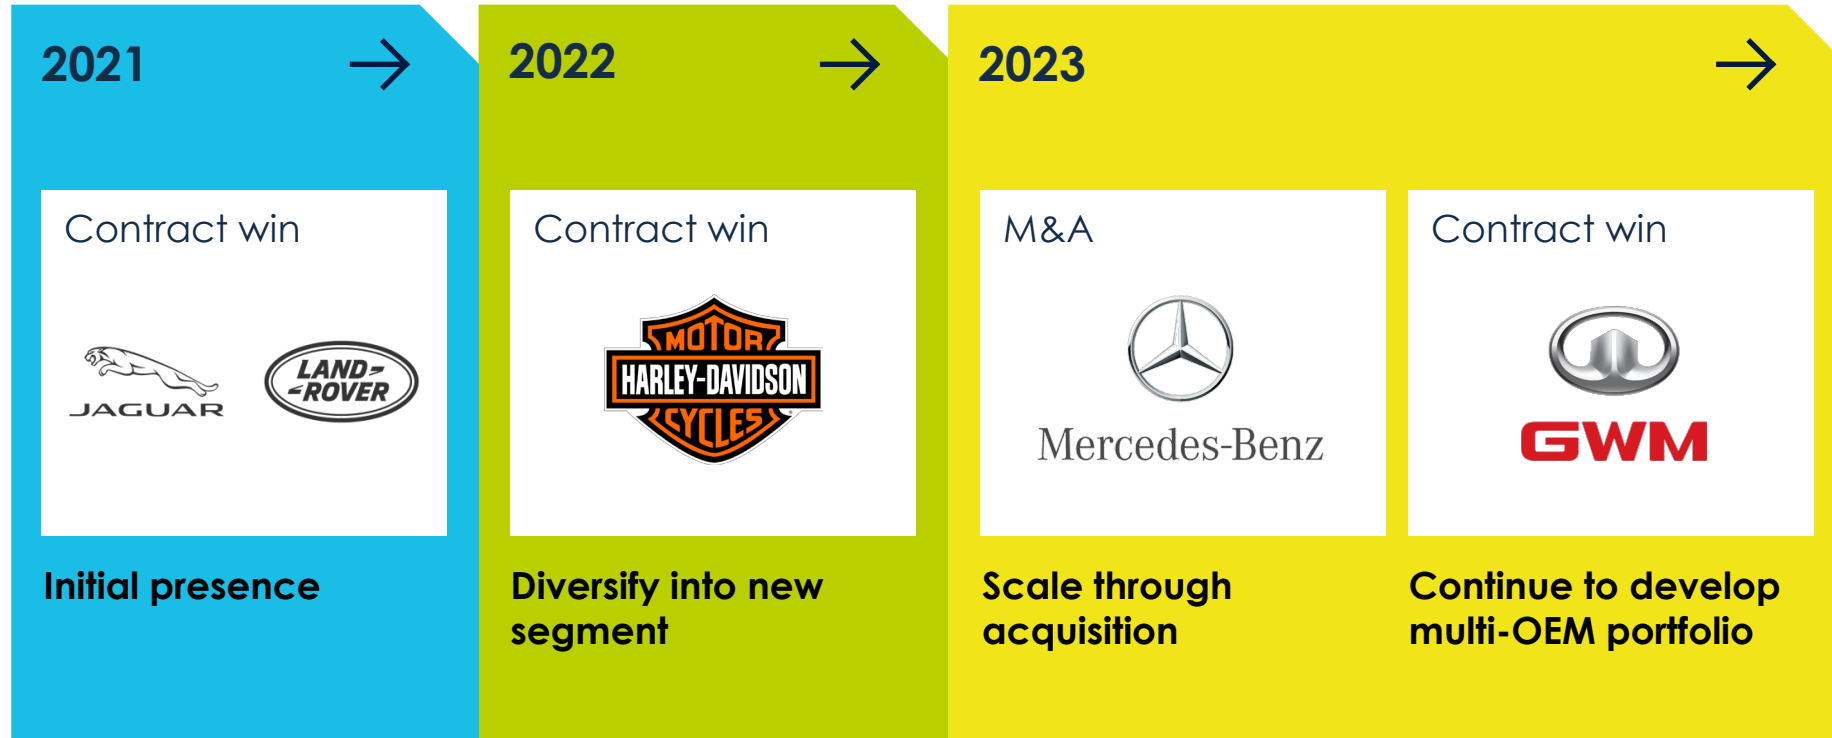 2021
Contract win
JAGUAR
LAND-
-ROVER
Initial presence
2022
Contract win
MOTOR
HARLEY-DAVIDSON
CYCLES
Diversify into new
segment
2023
M&A
Mercedes-Benz
Scale through
acquisition
Contract win
GWM
Continue to develop
multi-OEM portfolio